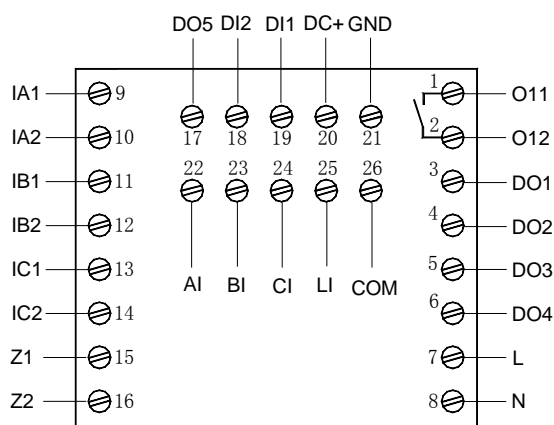 DO5 DI2 DI1 DC+ GND
IA1 9 1 O11
17 18 19 20 21
IA2 10 2 O12
22 23 24 25 26
IB1 11 3 DO1
IB2 12 4 DO2
IC1 13 5 DO3
AI BI CI LI COM
IC2 14 6 DO4
Z1 15 7 L
Z2 16 8 N